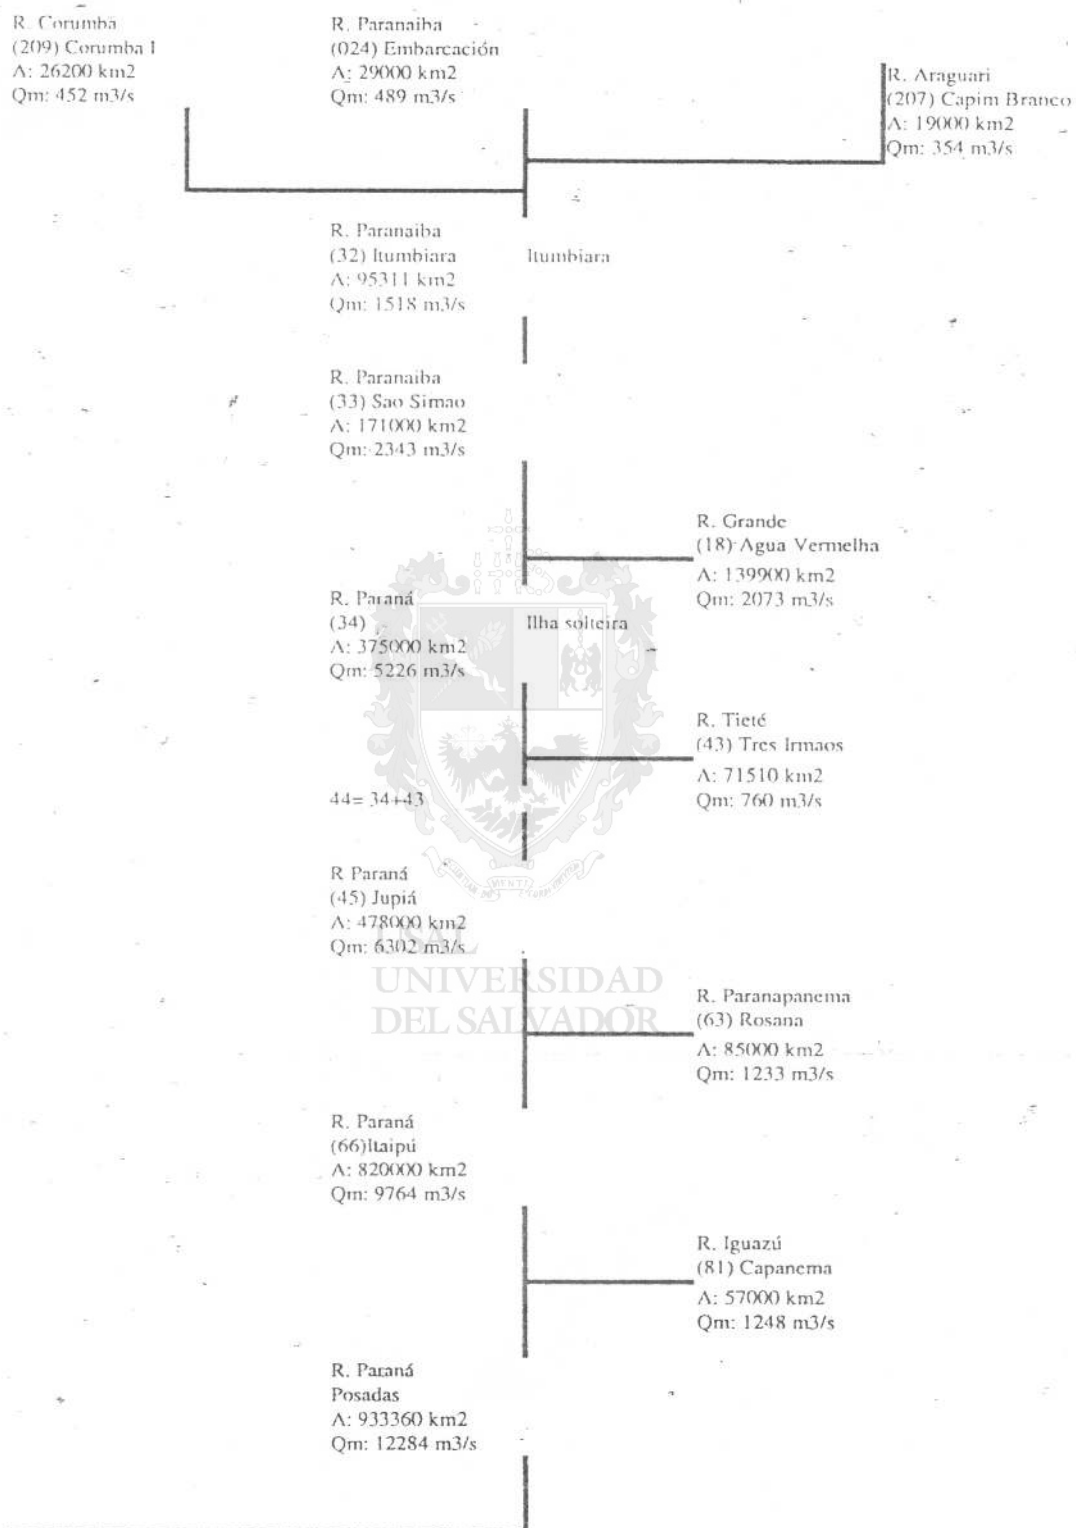 R. Corumbá
(209) Corumba I
A: 26200 km2
Qm: 452 m3/s
R. Paranaiba
(024) Embarcación
A: 29000 km2
Qm: 489 m3/s
R. Araguari
(207) Capim Branco
A: 19000 km2
Qm: 354 m3/s
R. Paranaiba
(32) Itumbiara
A: 95311 km2
Qm: 1518 m3/s
Itumbiara
R. Paranaiba
(33) Sao Simao
A: 171000 km2
Qm: 2343 m3/s
R. Grande
(18) Agua Vermelha
A: 139900 km2
Qm: 2073 m3/s
R. Paraná
(34)
A: 375000 km2
Qm: 5226 m3/s
Ilha solteira
R. Tieté
(43) Tres Irmaos
A: 71510 km2
Qm: 760 m3/s
44= 34+43
R Paraná
(45) Jupiá
A: 478000 km2
Qm: 6302 m3/s
USAL
UNIVERSIDAD
DEL SALVADOR
R. Paranapanema
(63) Rosana
A: 85000 km2
Qm: 1233 m3/s
R. Paraná
(66)Itaipú
A: 820000 km2
Qm: 9764 m3/s
R. Iguazú
(81) Capanema
A: 57000 km2
Qm: 1248 m3/s
R. Paraná
Posadas
A: 933360 km2
Qm: 12284 m3/s